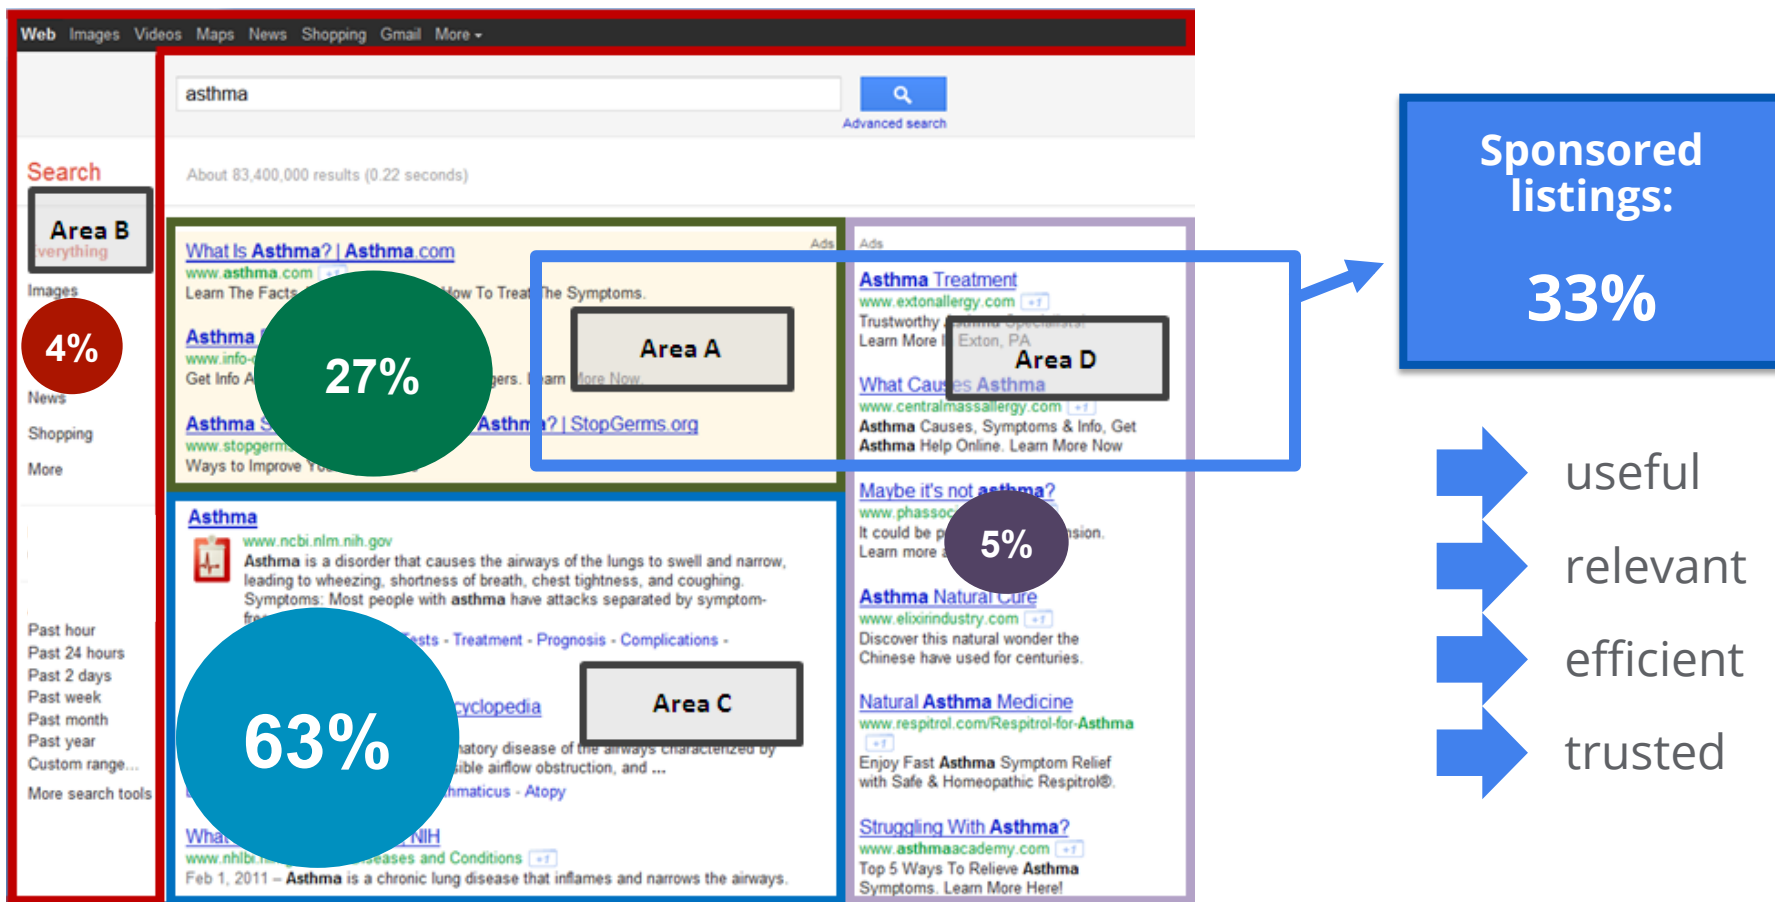 Web Images Videos Maps News Shopping Gmail More
asthma
Advanced search
About 83,400,000 results (0.22 seconds)
Search
Area B
Everything
Images
4%
News
Shopping
More
Past hour
Past 24 hours
Past 2 days
Past week
Past month
Past year
Custom range...
More search tools
Ads
What Is Asthma? | Asthma.com
www.asthma.com +1
Learn The Facts How To Treat The Symptoms.
Asthma
www.info-
Get Info Learn More Now.
Asthma Asthma? | StopGerms.org
www.stopgerms
Ways to Improve
27%
Area A
Asthma
www.ncbi.nlm.nih.gov
Asthma is a disorder that causes the airways of the lungs to swell and narrow,
leading to wheezing, shortness of breath, chest tightness, and coughing.
Symptoms: Most people with asthma have attacks separated by symptom-
Tests - Treatment - Prognosis - Complications -
63%
Area C
disease of the airways characterized by
airflow obstruction, and ...
- Atopy
What NIH
www.nhlbi. and Conditions +1
Feb 1, 2011 – Asthma is a chronic lung disease that inflames and narrows the airways.
Ads
Asthma Treatment
www.extonallergy.com +1
Trustworthy Asthma Specialists!
Learn More Exton, PA
Area D
What Causes Asthma
www.centralmassallergy.com +1
Asthma Causes, Symptoms & Info, Get
Asthma Help Online. Learn More Now
Maybe it's not asthma?
www.phassoc
It could be
Learn more
5%
Asthma Natural Cure
www.elixirindustry.com +1
Discover this natural wonder the
Chinese have used for centuries.
Natural Asthma Medicine
www.respitrol.com/Respitrol-for-Asthma
+1
Enjoy Fast Asthma Symptom Relief
with Safe & Homeopathic Respitrol®.
Struggling With Asthma?
www.asthmaacademy.com +1
Top 5 Ways To Relieve Asthma
Symptoms. Learn More Here!
Sponsored
listings:
33%
useful
relevant
efficient
trusted